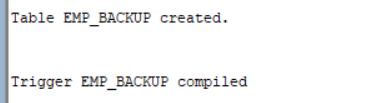 Table EMP_BACKUP created.
Trigger EMP_BACKUP compiled